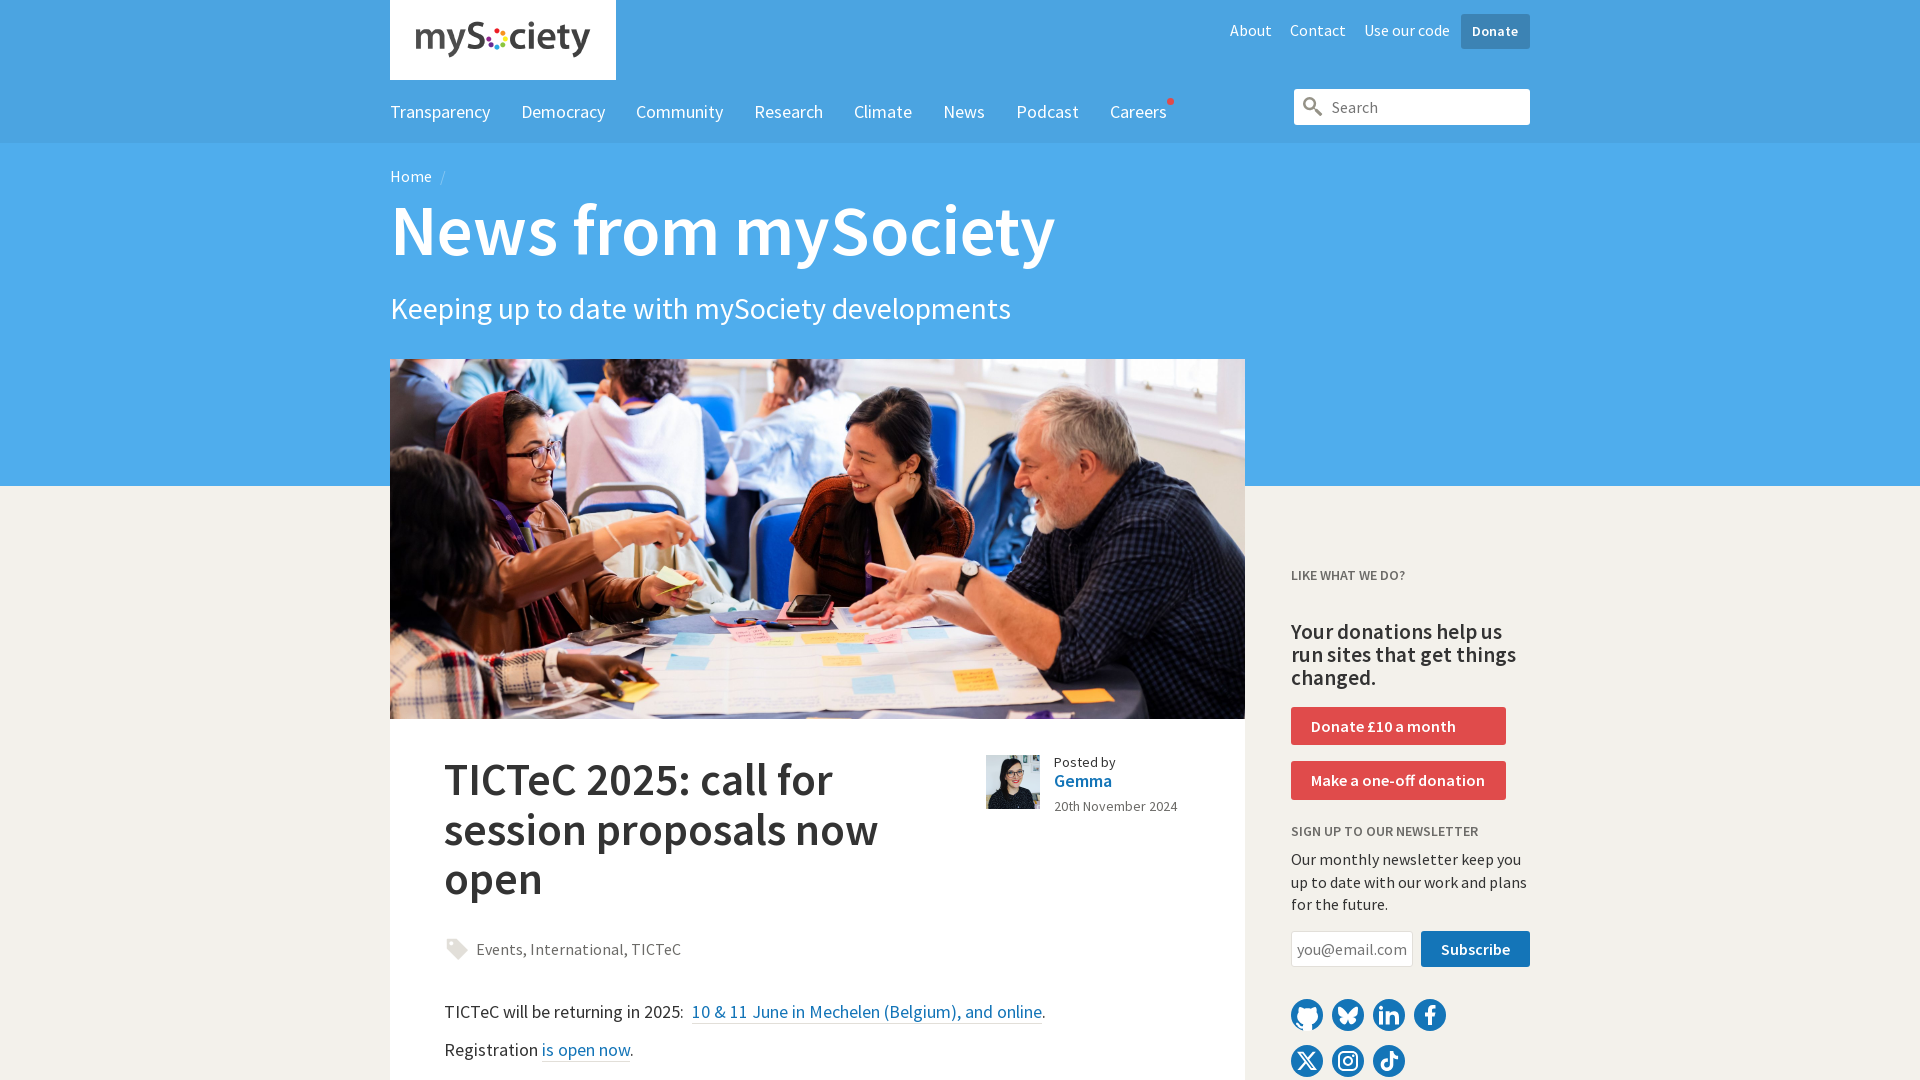 mySociety
About Contact Use our code Donate
Transparency Democracy Community Research Climate News Podcast Careers
Search
Home /
News from mySociety
Keeping up to date with mySociety developments
TICTeC 2025: call for
session proposals now
open
Posted by
Gemma
20th November 2024
Events, International, TICTeC
TICTeC will be returning in 2025: 10 & 11 June in Mechelen (Belgium), and online.
Registration is open now.
LIKE WHAT WE DO?
Your donations help us
run sites that get things
changed.
Donate £10 a month
Make a one-off donation
SIGN UP TO OUR NEWSLETTER
Our monthly newsletter keep you
up to date with our work and plans
for the future.
you@email.com Subscribe